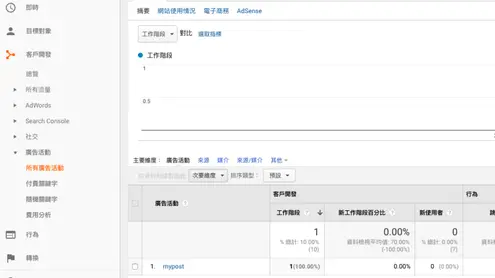 即時
目標對象
客戶開發
總覽
所有流量
AdWords
Search Console
社交
廣告活動
所有廣告活動
付費關鍵字
隨機關鍵字
費用分析
行為
轉換
摘要 網站使用情況 電子商務 AdSense
工作階段 對比 選取指標
工作階段
1
0.5
主要維度： 廣告活動 來源 媒介 來源/媒介 其他
次要維度 排序類型： 預設
廣告活動
客戶開發
行為
工作階段
新工作階段百分比
新使用者
1
% 總計: 10.00%
(10)
0.00%
資料檢視平均值: 70.00%
(-100.00%)
0
% 總計: 0.00%
(7)
1. mypost 1(100.00%) 0.00% 0 (0.00%)